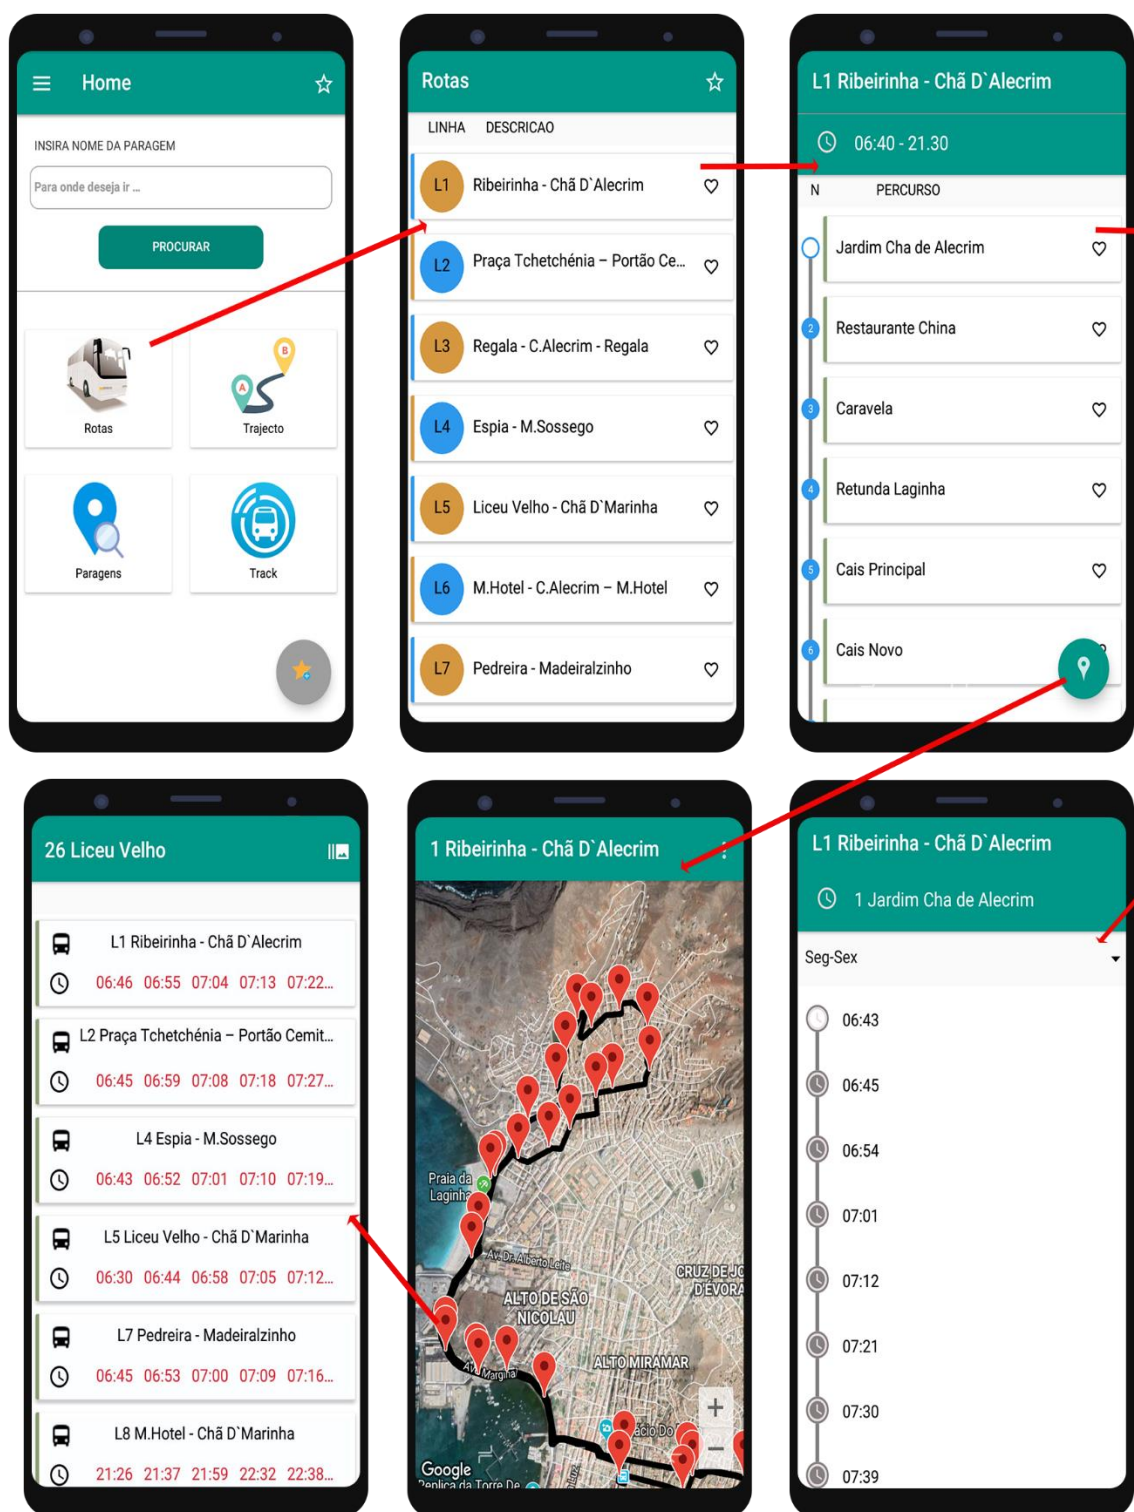 Home
INSIRA NOME DA PARAGEM
Para onde deseja ir ...
PROCURAR
B
A
Rotas
Trajecto
Paragens
Track
Rotas
LINHA DESCRICAO
L1 Ribeirinha - Chã D`Alecrim
L2 Praça Tchetchénia – Portão Ce...
L3 Regala - C.Alecrim - Regala
L4 Espia - M.Sossego
L5 Liceu Velho - Chã D`Marinha
L6 M.Hotel - C.Alecrim – M.Hotel
L7 Pedreira - Madeiralzinho
L1 Ribeirinha - Chã D`Alecrim
06:40 - 21.30
N PERCURSO
Jardim Cha de Alecrim
2 Restaurante China
3 Caravela
4 Retunda Laginha
5 Cais Principal
6 Cais Novo
26 Liceu Velho
L1 Ribeirinha - Chã D`Alecrim
06:46 06:55 07:04 07:13 07:22...
L2 Praça Tchetchénia – Portão Cemit...
06:45 06:59 07:08 07:18 07:27...
L4 Espia - M.Sossego
06:43 06:52 07:01 07:10 07:19...
L5 Liceu Velho - Chã D`Marinha
06:30 06:44 06:58 07:05 07:12...
L7 Pedreira - Madeiralzinho
06:45 06:53 07:00 07:09 07:16...
L8 M.Hotel - Chã D`Marinha
21:26 21:37 21:59 22:32 22:38...
1 Ribeirinha - Chã D`Alecrim
Praia da
Laginha
Av. Dr. Alberto Leite
CRUZ DE JO
D'ÉVORA
ALTO DE SÃO
NICOLAU
ALTO MIRAMAR
Av. Marginal
+
−
Google
Replica da Torre De
L1 Ribeirinha - Chã D`Alecrim
1 Jardim Cha de Alecrim
Seg-Sex
06:43
06:45
06:54
07:01
07:12
07:21
07:30
07:39